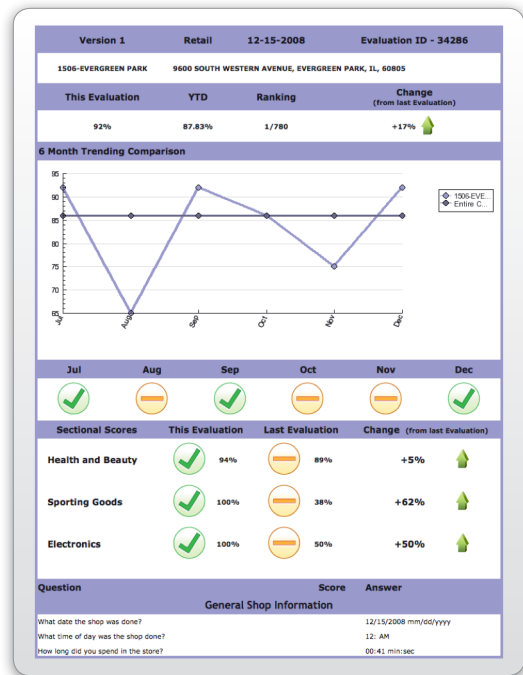 Version 1 Retail 12-15-2008 Evaluation ID - 34286
1506-EVERGREEN PARK 9600 SOUTH WESTERN AVENUE, EVERGREEN PARK, IL, 60805
This Evaluation YTD Ranking Change
(from last Evaluation)
92% 87.83% 1/780 +17%
6 Month Trending Comparison
95
90
85
80
75
70
65
Jul Aug Sep Oct Nov Dec
1506-EVE...
Entire C...
Jul Aug Sep Oct Nov Dec
Sectional Scores This Evaluation Last Evaluation Change (from last Evaluation)
Health and Beauty 94% 89% +5%
Sporting Goods 100% 38% +62%
Electronics 100% 50% +50%
Question Score Answer
General Shop Information
What date the shop was done? 12/15/2008 mm/dd/yyyy
What time of day was the shop done? 12: AM
How long did you spend in the store? 00:41 min:sec